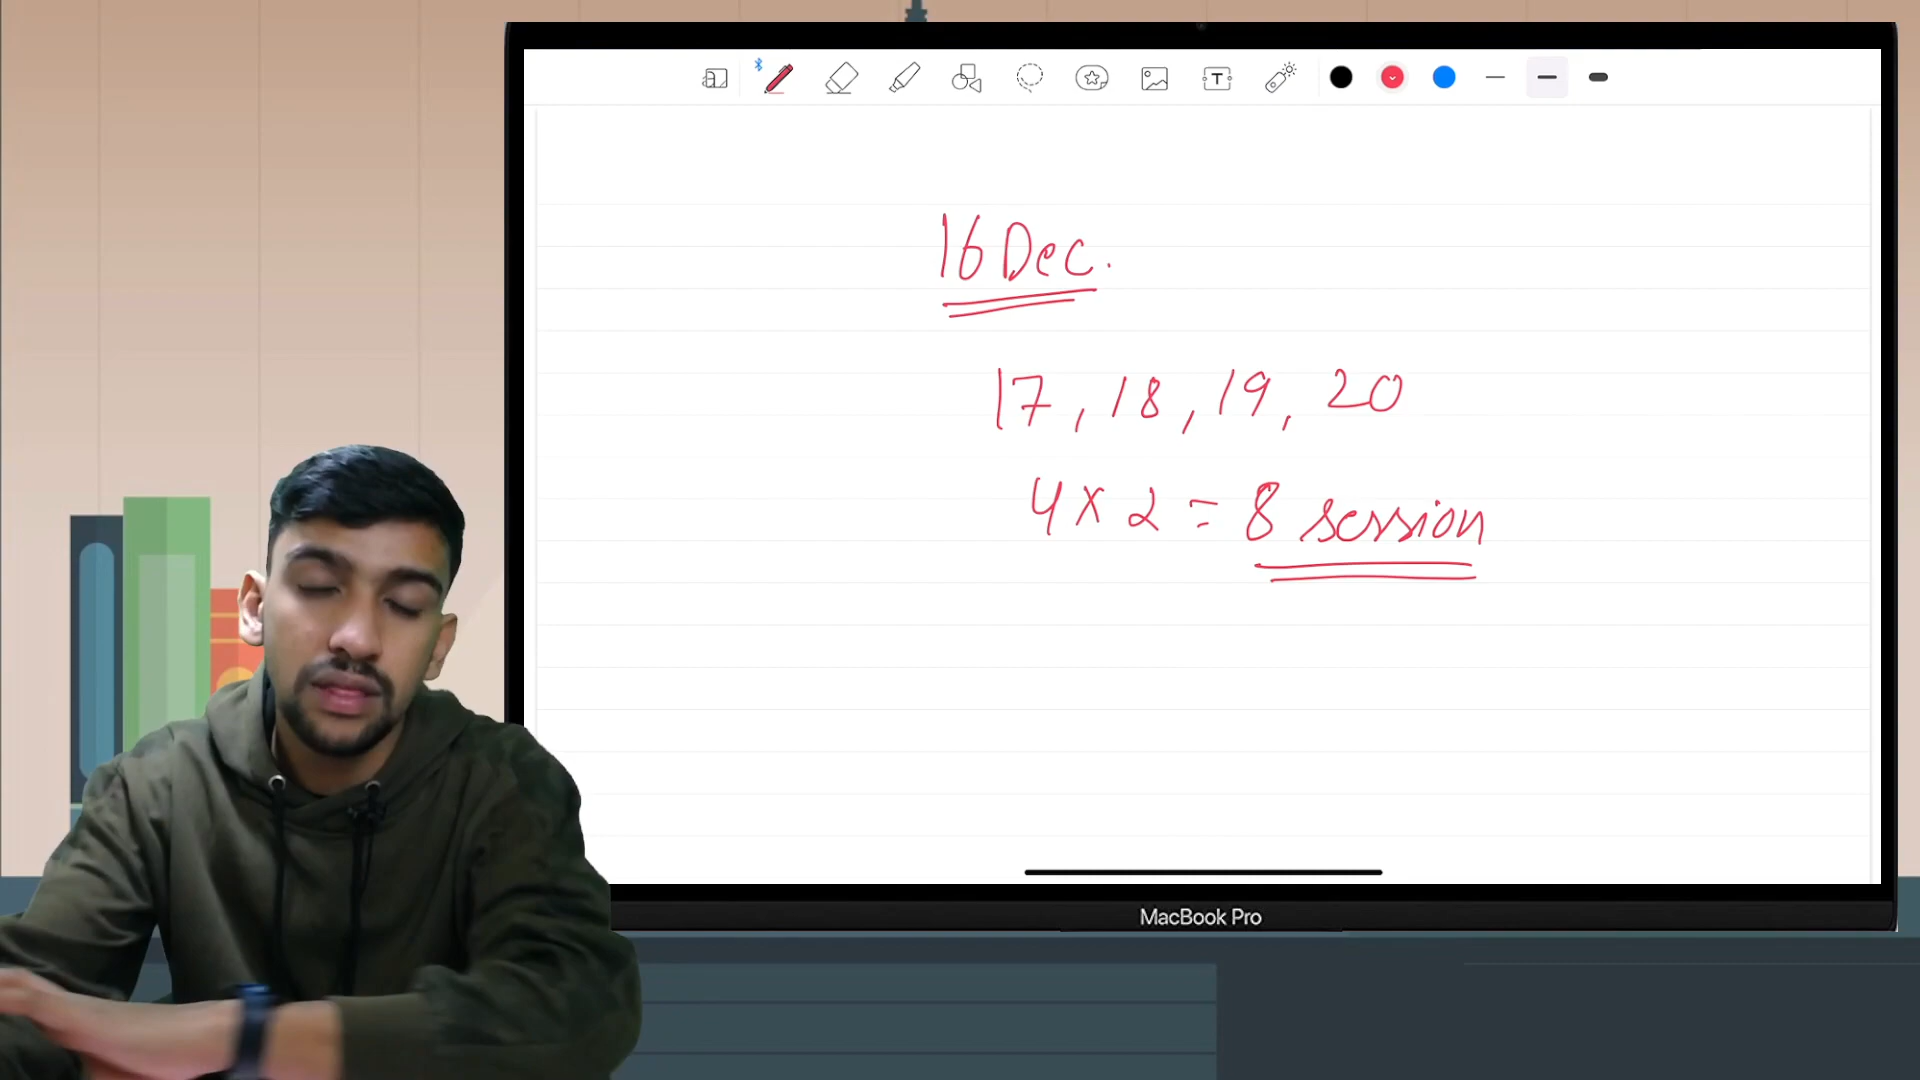 16 Dec.
17, 18, 19, 20
4 x 2 = 8 session
MacBook Pro